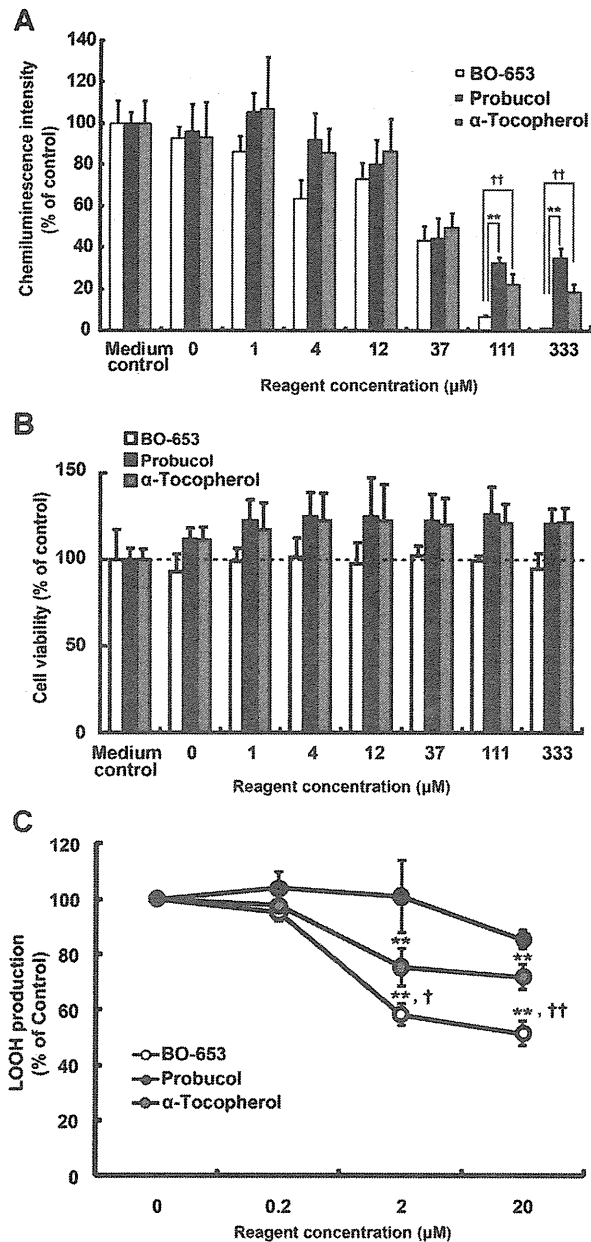 A
Chemiluminescence intensity
(% of control)
140
120
100
80
60
40
20
0
BO-653
Probucol
α-Tocopherol
††
**
††
**
Medium control 0 1 4 12 37 111 333
Reagent concentration (µM)
B
Cell viability (% of control)
150
100
50
0
BO-653
Probucol
α-Tocopherol
Medium control 0 1 4 12 37 111 333
Reagent concentration (µM)
C
LOOH production
(% of Control)
120
100
80
60
40
20
0
**
**
**, †
**, ††
BO-653
Probucol
α-Tocopherol
0 0.2 2 20
Reagent concentration (µM)